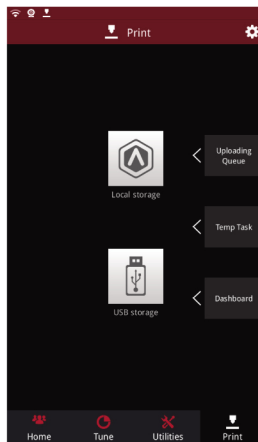 Print
Uploading
Queue
Local storage
Temp Task
Dashboard
USB storage
Home
Tune
Utilities
Print